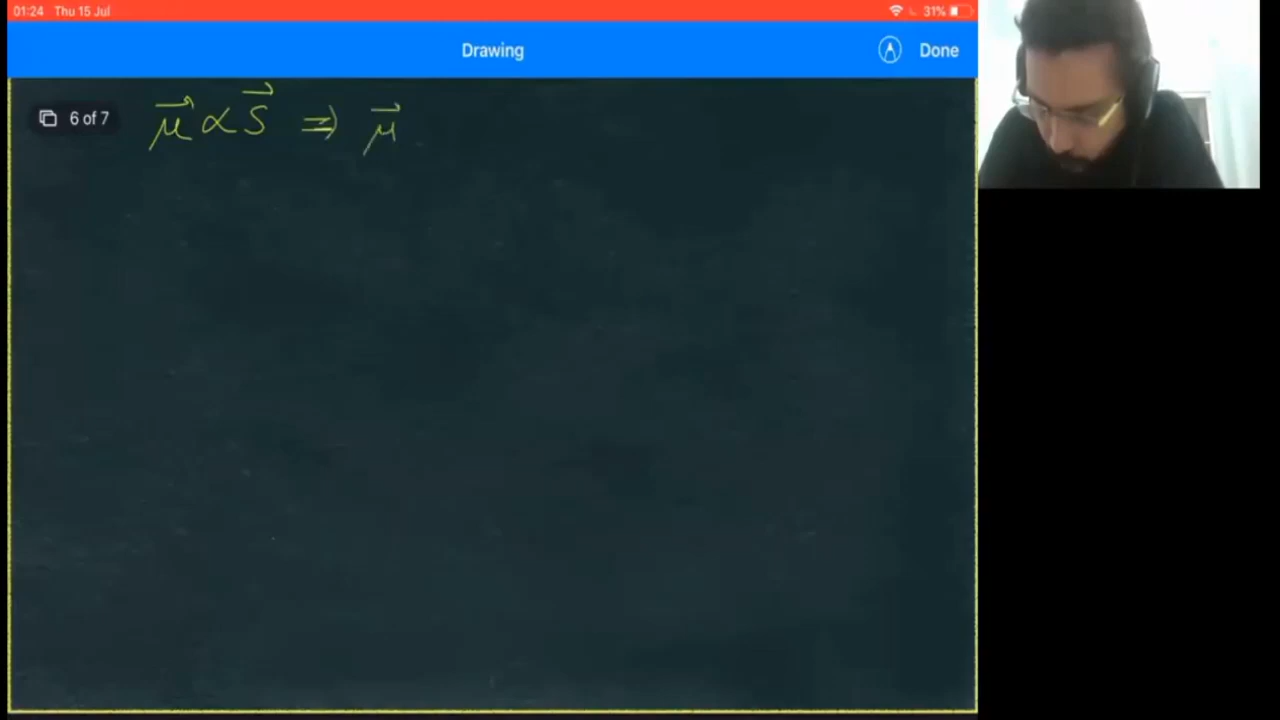 01:24 Thu 15 Jul 31%
Drawing Done
6 of 7
μ⃗ ∝ S⃗ ⇒ μ⃗